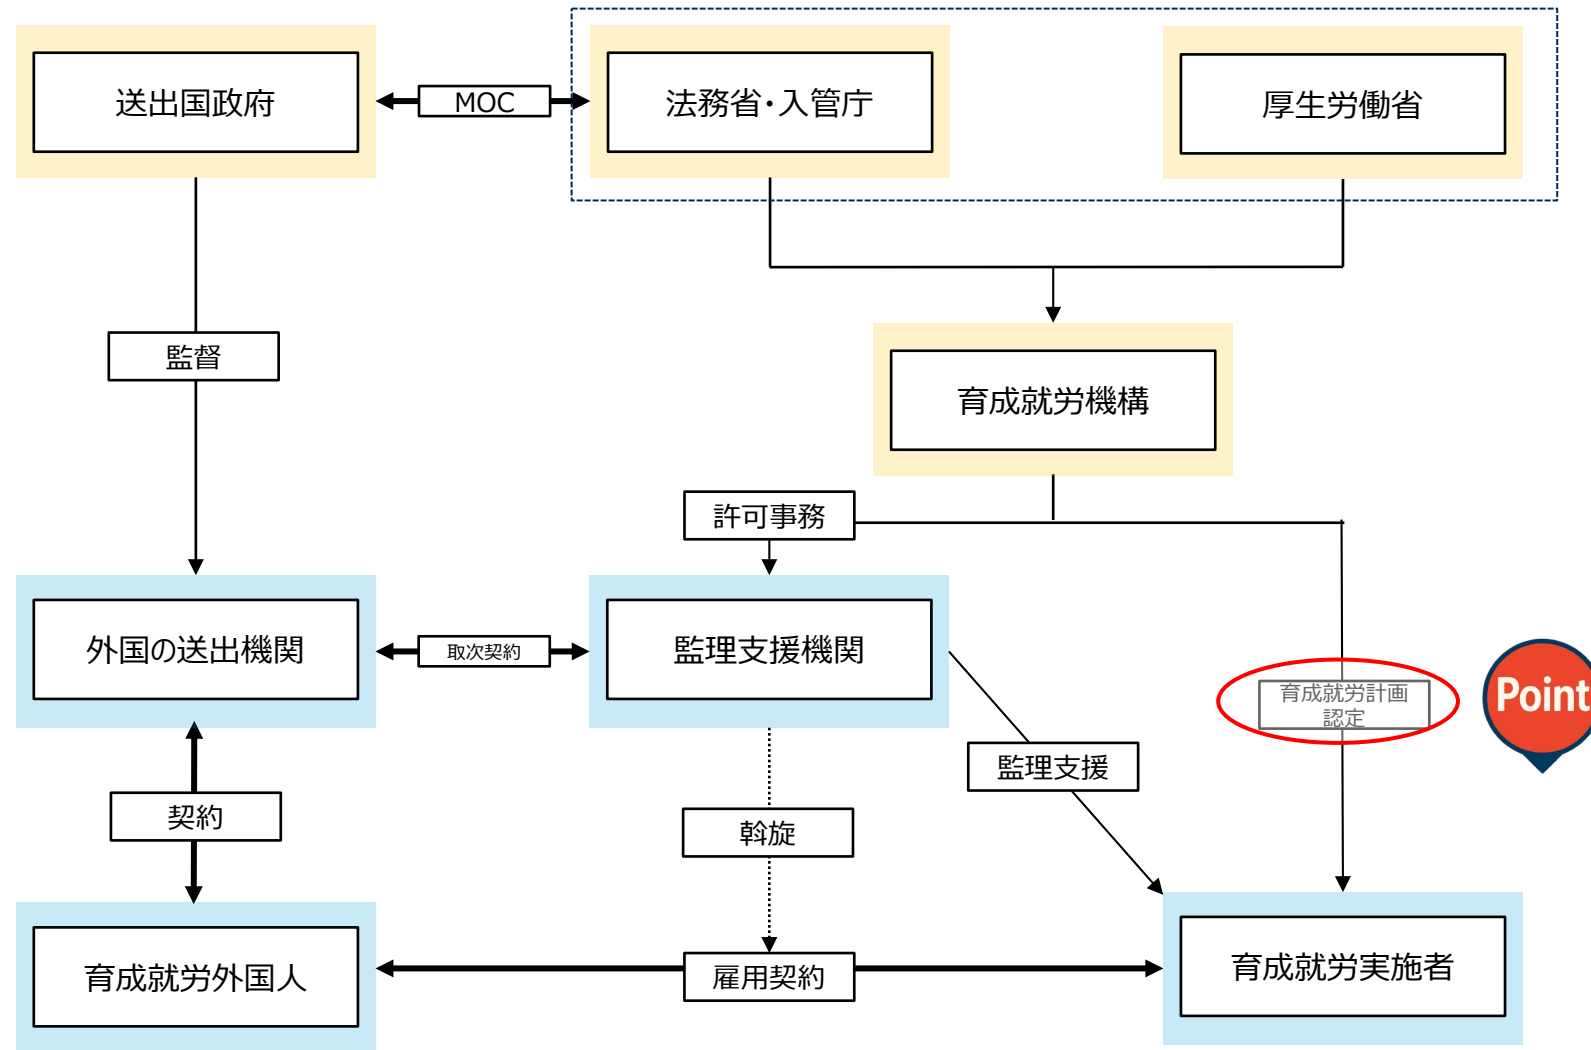 送出国政府
MOC
法務省・入管庁
厚生労働省
監督
育成就労機構
許可事務
外国の送出機関
取次契約
監理支援機関
育成就労計画
認定
Point
監理支援
契約
斡旋
育成就労外国人
雇用契約
育成就労実施者